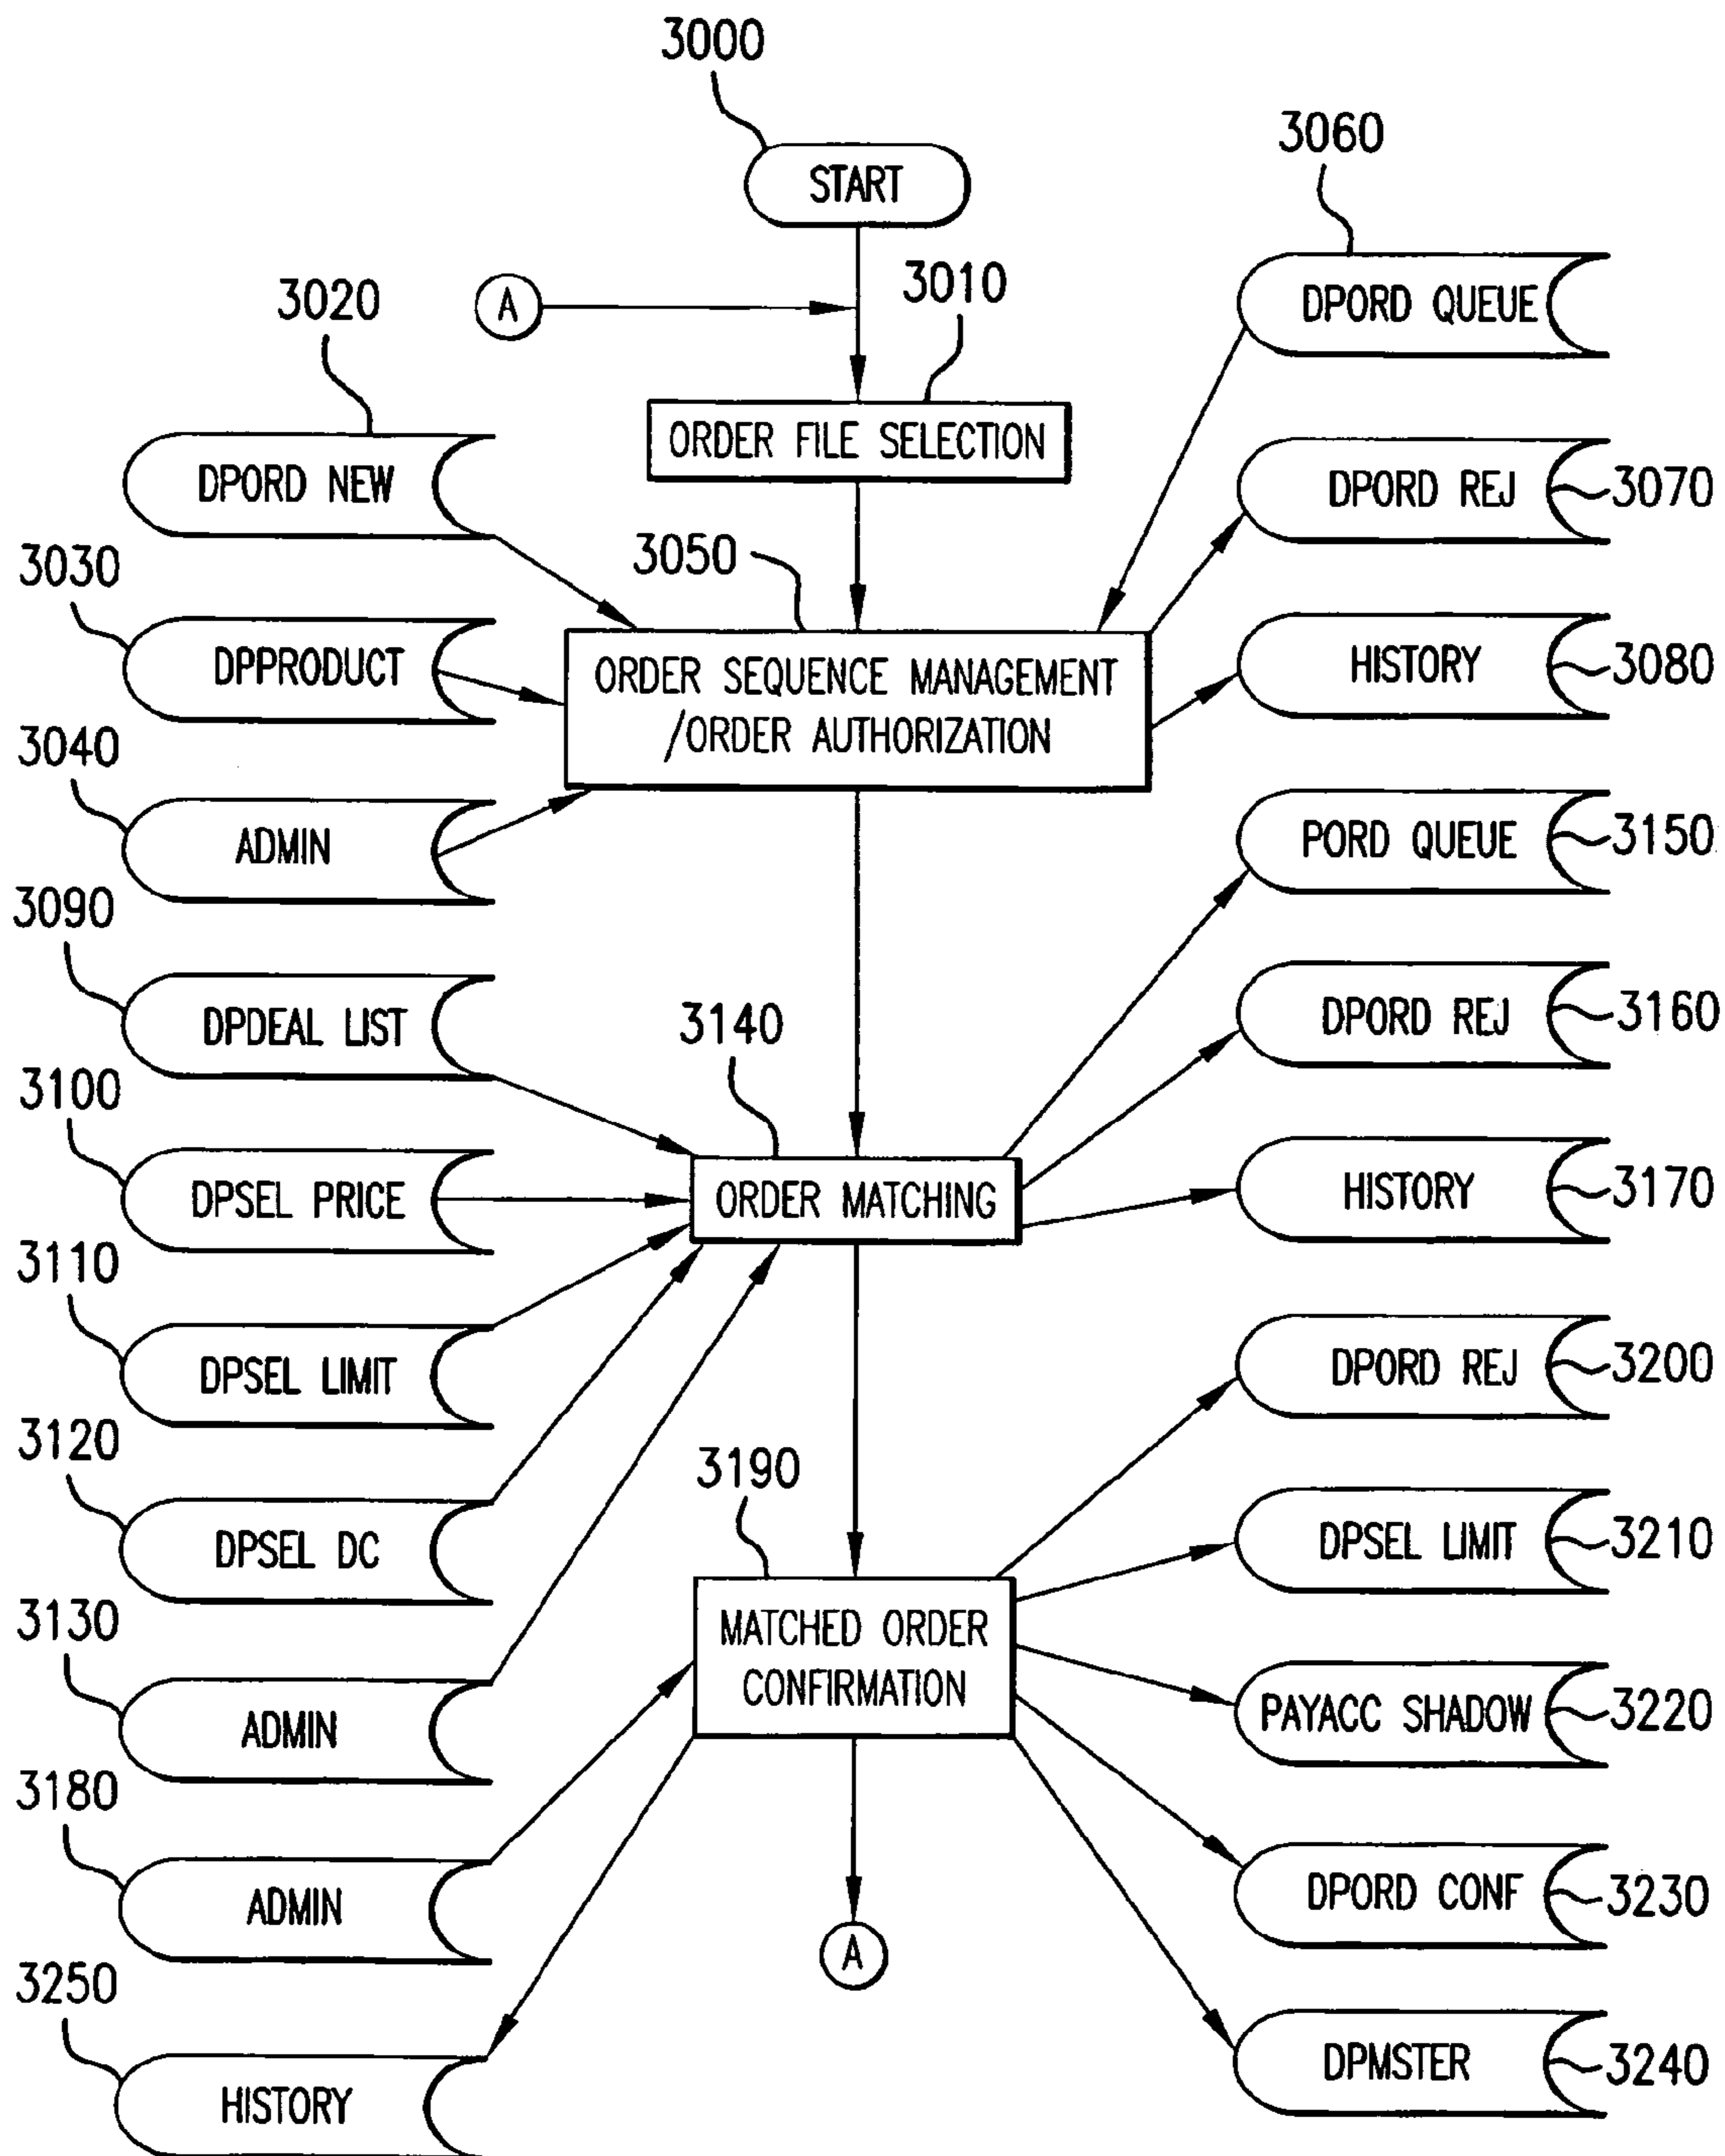 3000
START
3060
A
3010
DPORD QUEUE
3020
ORDER FILE SELECTION
DPORD NEW
DPORD REJ
3070
3050
3030
DPPRODUCT
ORDER SEQUENCE MANAGEMENT
/ORDER AUTHORIZATION
HISTORY
3080
3040
ADMIN
PORD QUEUE
3150
3090
DPDEAL LIST
3140
DPORD REJ
3160
3100
DPSEL PRICE
ORDER MATCHING
HISTORY
3170
3110
DPSEL LIMIT
DPORD REJ
3200
3120
DPSEL DC
3190
DPSEL LIMIT
3210
3130
ADMIN
MATCHED ORDER
CONFIRMATION
PAYACC SHADOW
3220
3180
ADMIN
DPORD CONF
3230
A
3250
HISTORY
DPMSTER
3240